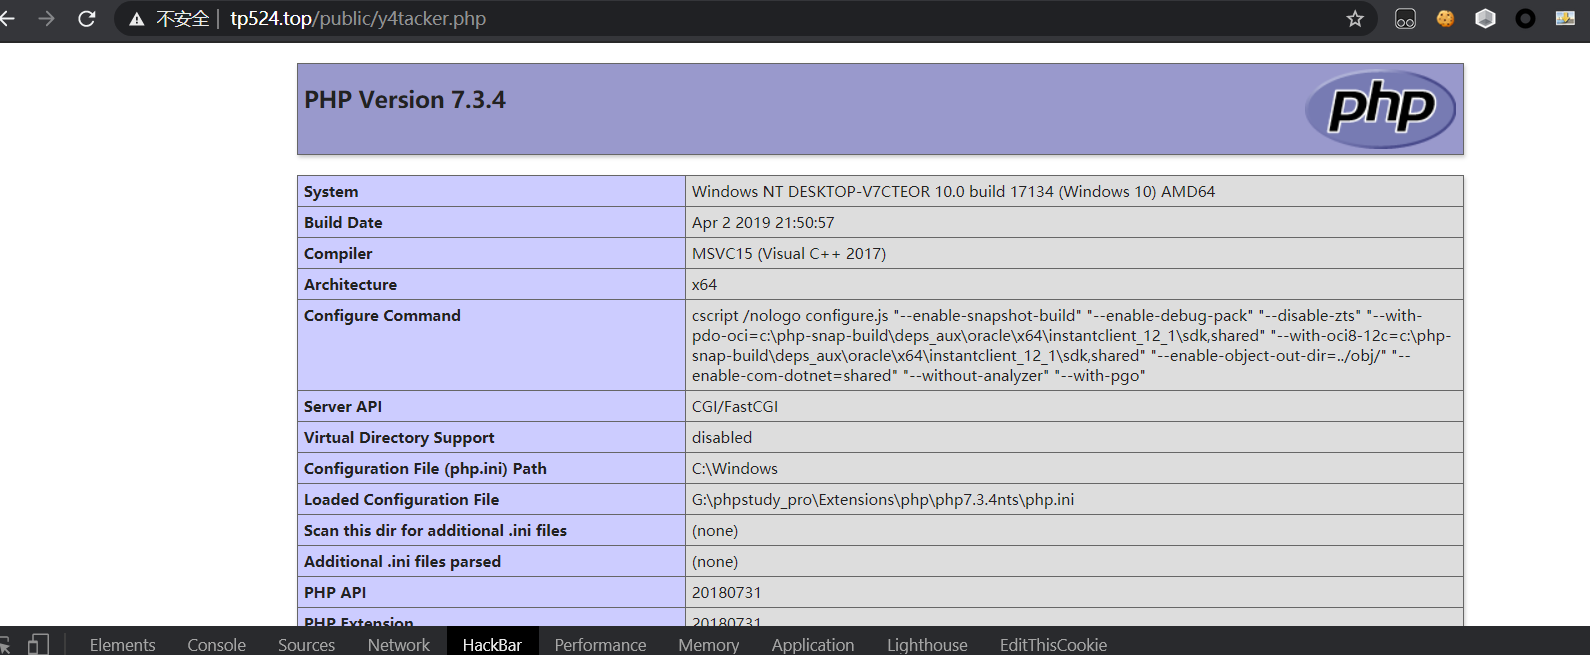 不安全 tp524.top/public/y4tacker.php
PHP Version 7.3.4
php
System Windows NT DESKTOP-V7CTEOR 10.0 build 17134 (Windows 10) AMD64
Build Date Apr 2 2019 21:50:57
Compiler MSVC15 (Visual C++ 2017)
Architecture x64
Configure Command cscript /nologo configure.js "--enable-snapshot-build" "--enable-debug-pack" "--disable-zts" "--with-
pdo-oci=c:\php-snap-build\deps_aux\oracle\x64\instantclient_12_1\sdk,shared" "--with-oci8-12c=c:\php-
snap-build\deps_aux\oracle\x64\instantclient_12_1\sdk,shared" "--enable-object-out-dir=../obj/" "--
enable-com-dotnet=shared" "--without-analyzer" "--with-pgo"
Server API CGI/FastCGI
Virtual Directory Support disabled
Configuration File (php.ini) Path C:\Windows
Loaded Configuration File G:\phpstudy_pro\Extensions\php\php7.3.4nts\php.ini
Scan this dir for additional .ini files (none)
Additional .ini files parsed (none)
PHP API 20180731
PHP Extension 20180731
Elements Console Sources Network HackBar Performance Memory Application Lighthouse EditThisCookie